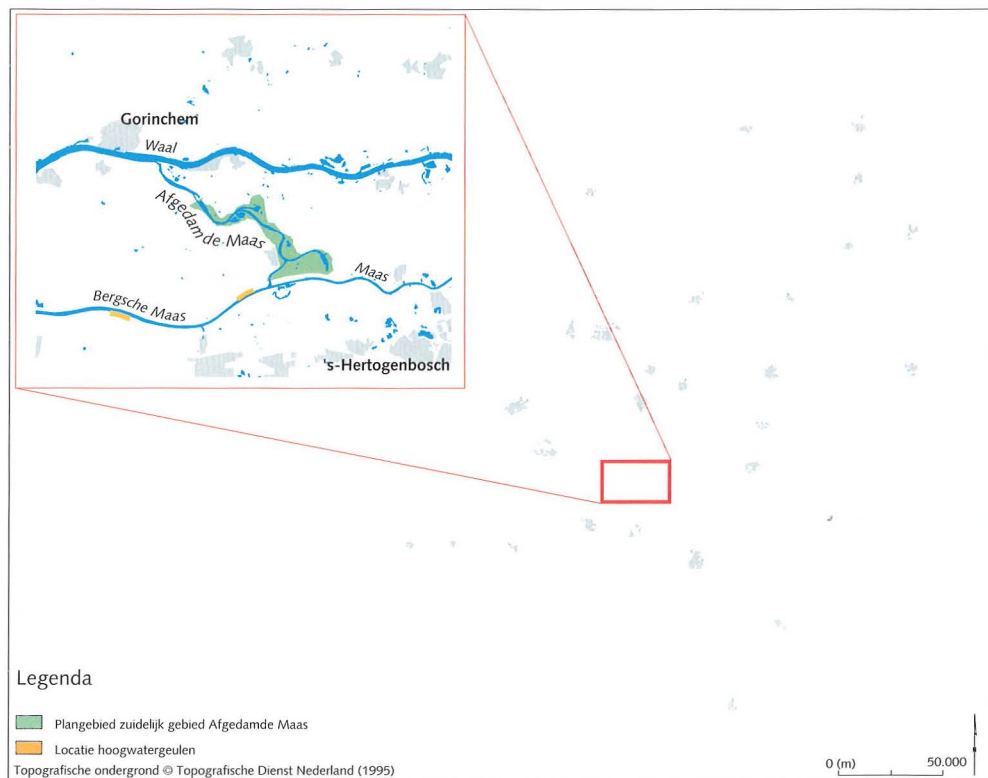 Gorinchem
Waal
Afgedamde Maas
Maas
Bergsche Maas
's-Hertogenbosch
Legenda
Plangebied zuidelijk gebied Afgedamde Maas
Locatie hoogwatergeulen
Topografische ondergrond © Topografische Dienst Nederland (1995)
0 (m) 50.000